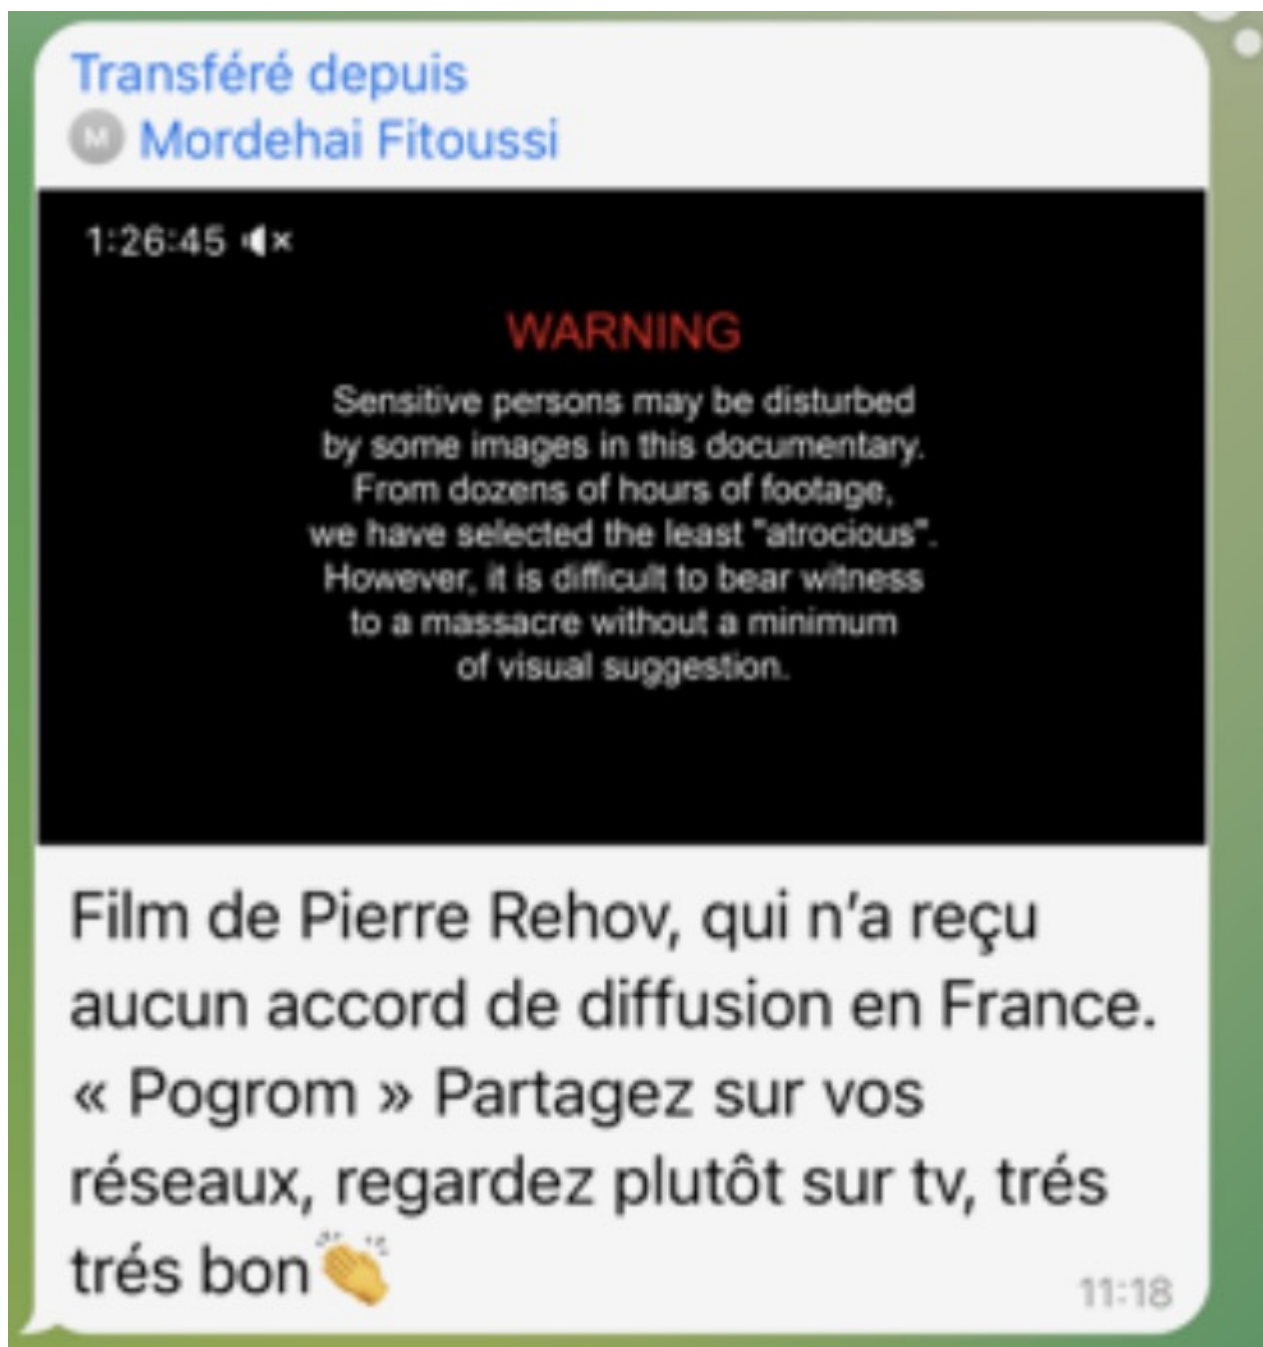 Transféré depuis
M Mordehai Fitoussi
1:26:45
WARNING
Sensitive persons may be disturbed
by some images in this documentary.
From dozens of hours of footage,
we have selected the least "atrocious".
However, it is difficult to bear witness
to a massacre without a minimum
of visual suggestion.
Film de Pierre Rehov, qui n’a reçu
aucun accord de diffusion en France.
« Pogrom » Partagez sur vos
réseaux, regardez plutôt sur tv, trés
trés bon👏
11:18